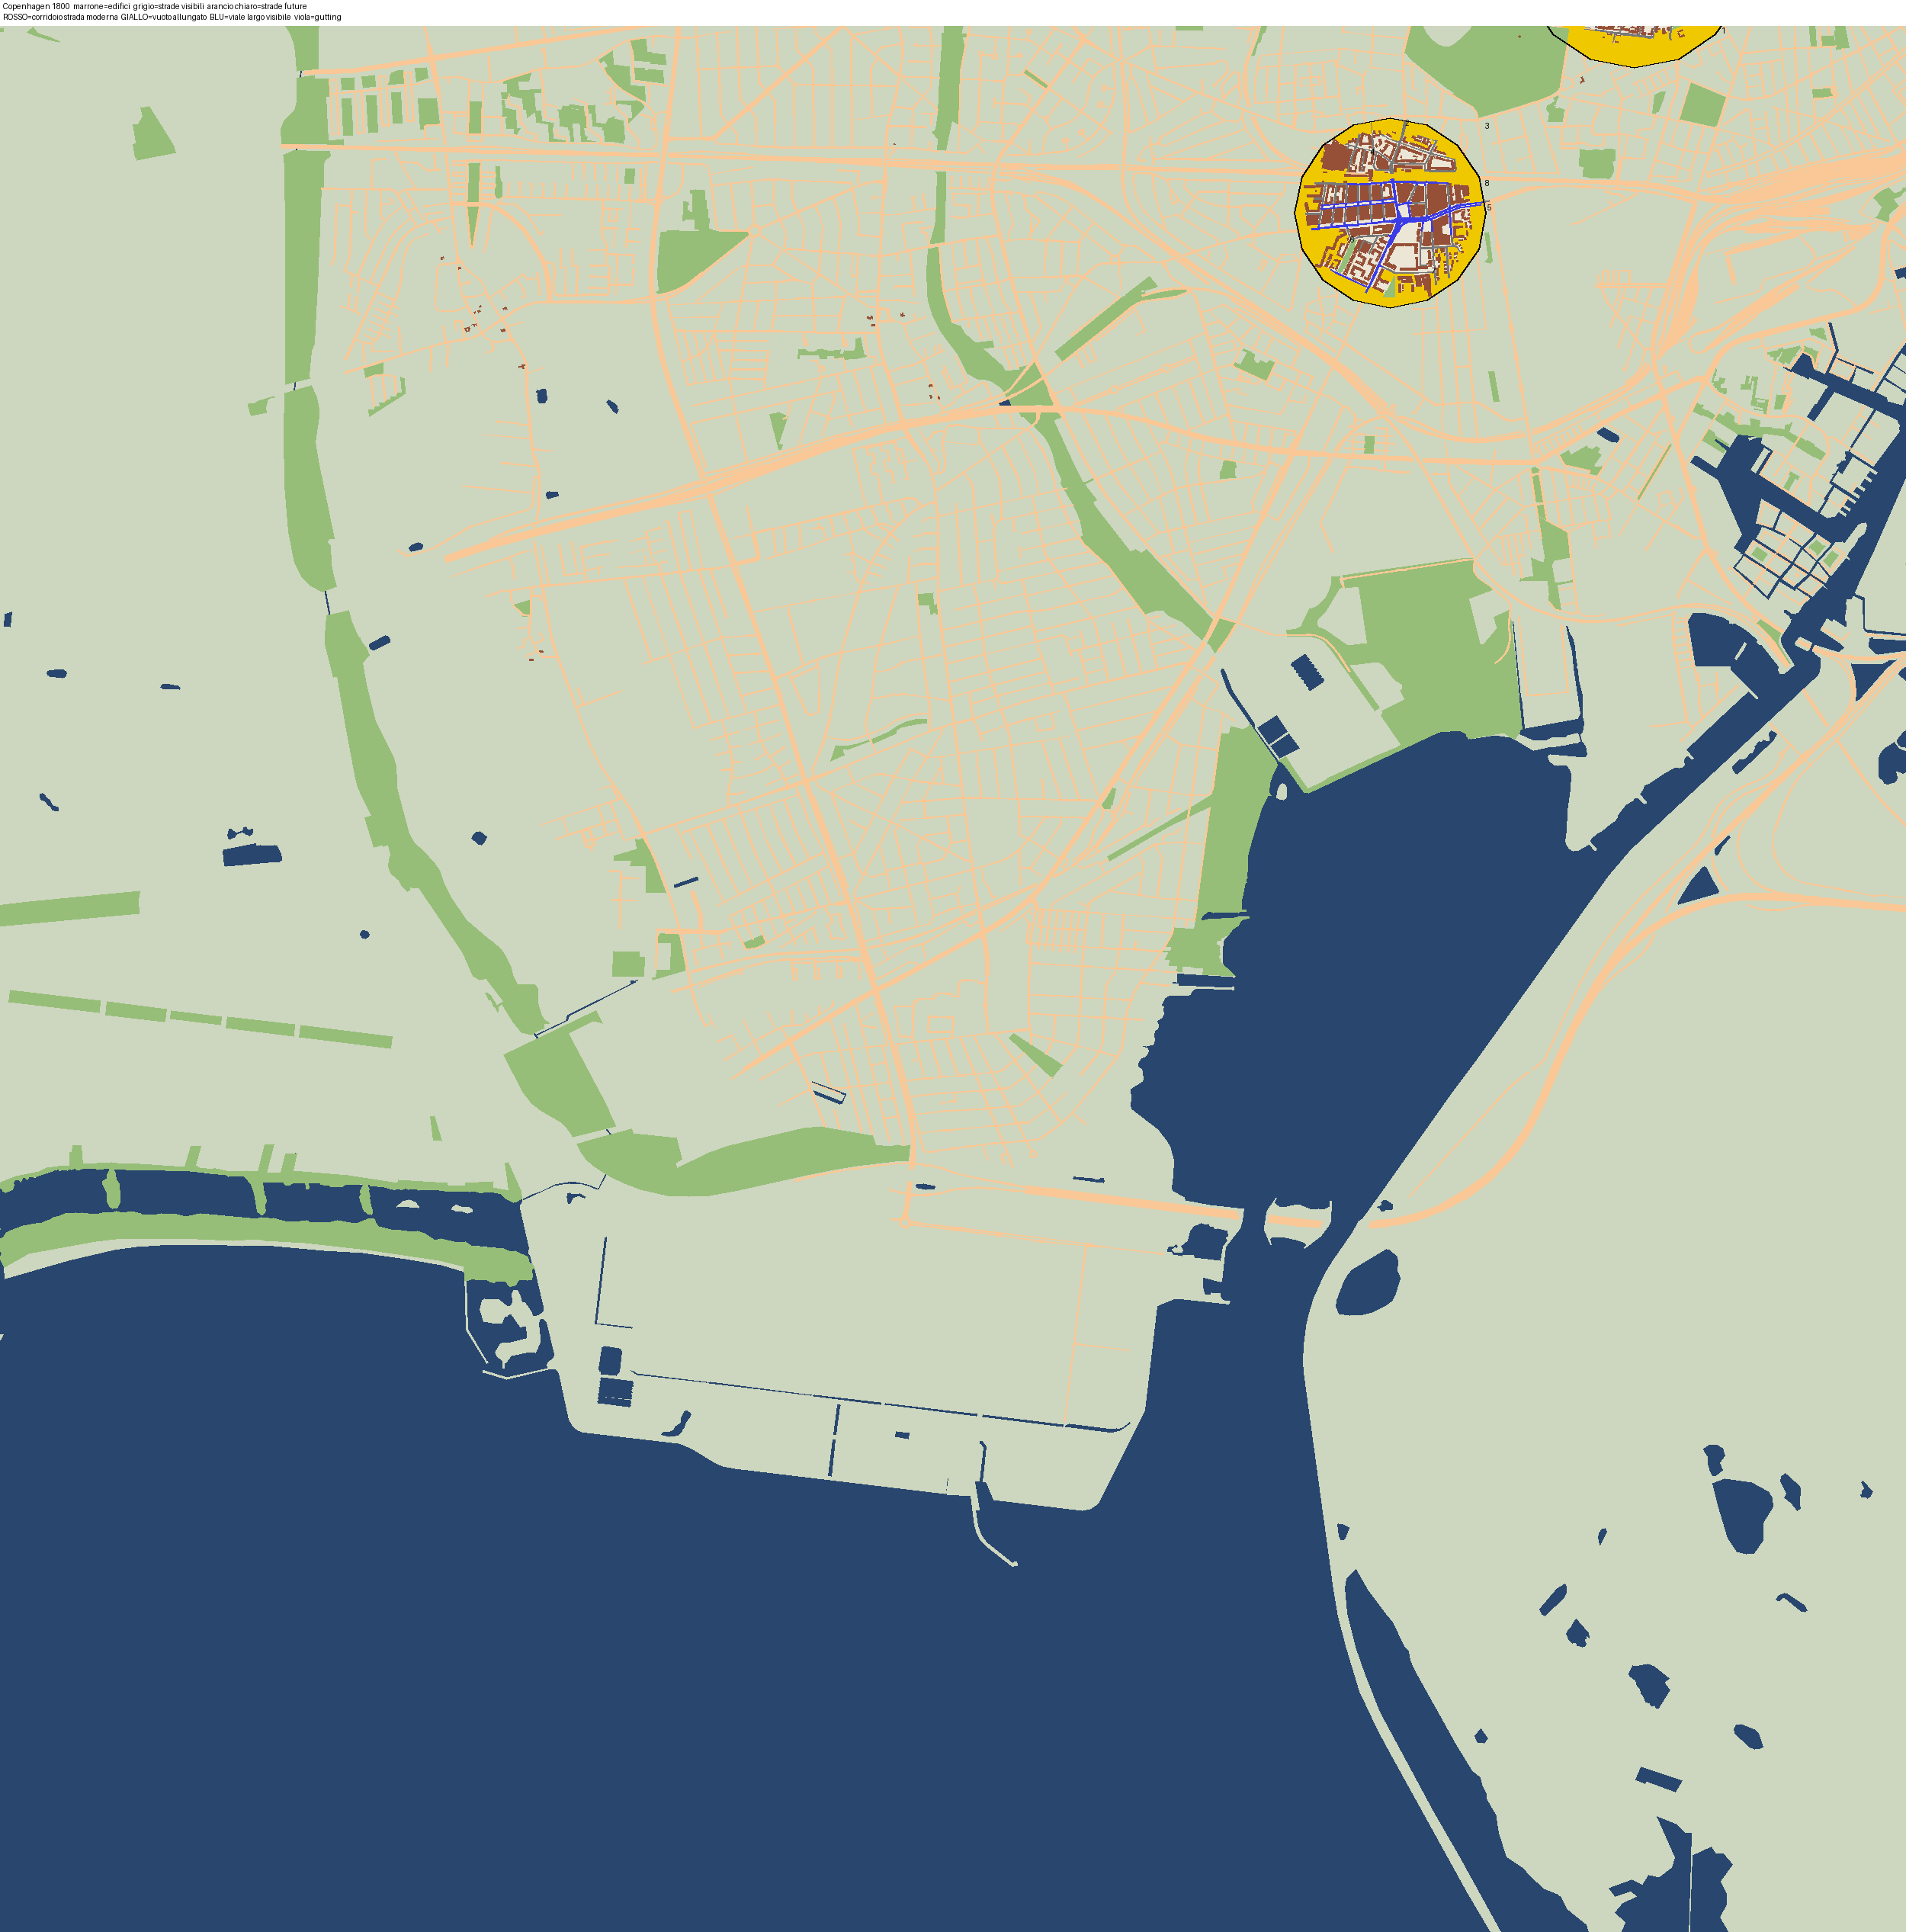 Copenhagen 1800 marrone=edifici grigio=strade visibili arancio chiaro=strade future
ROSSO=corridoio strada moderna GIALLO=vuoto allungato BLU=viale largo visibile viola=gutting
1
3
8
5